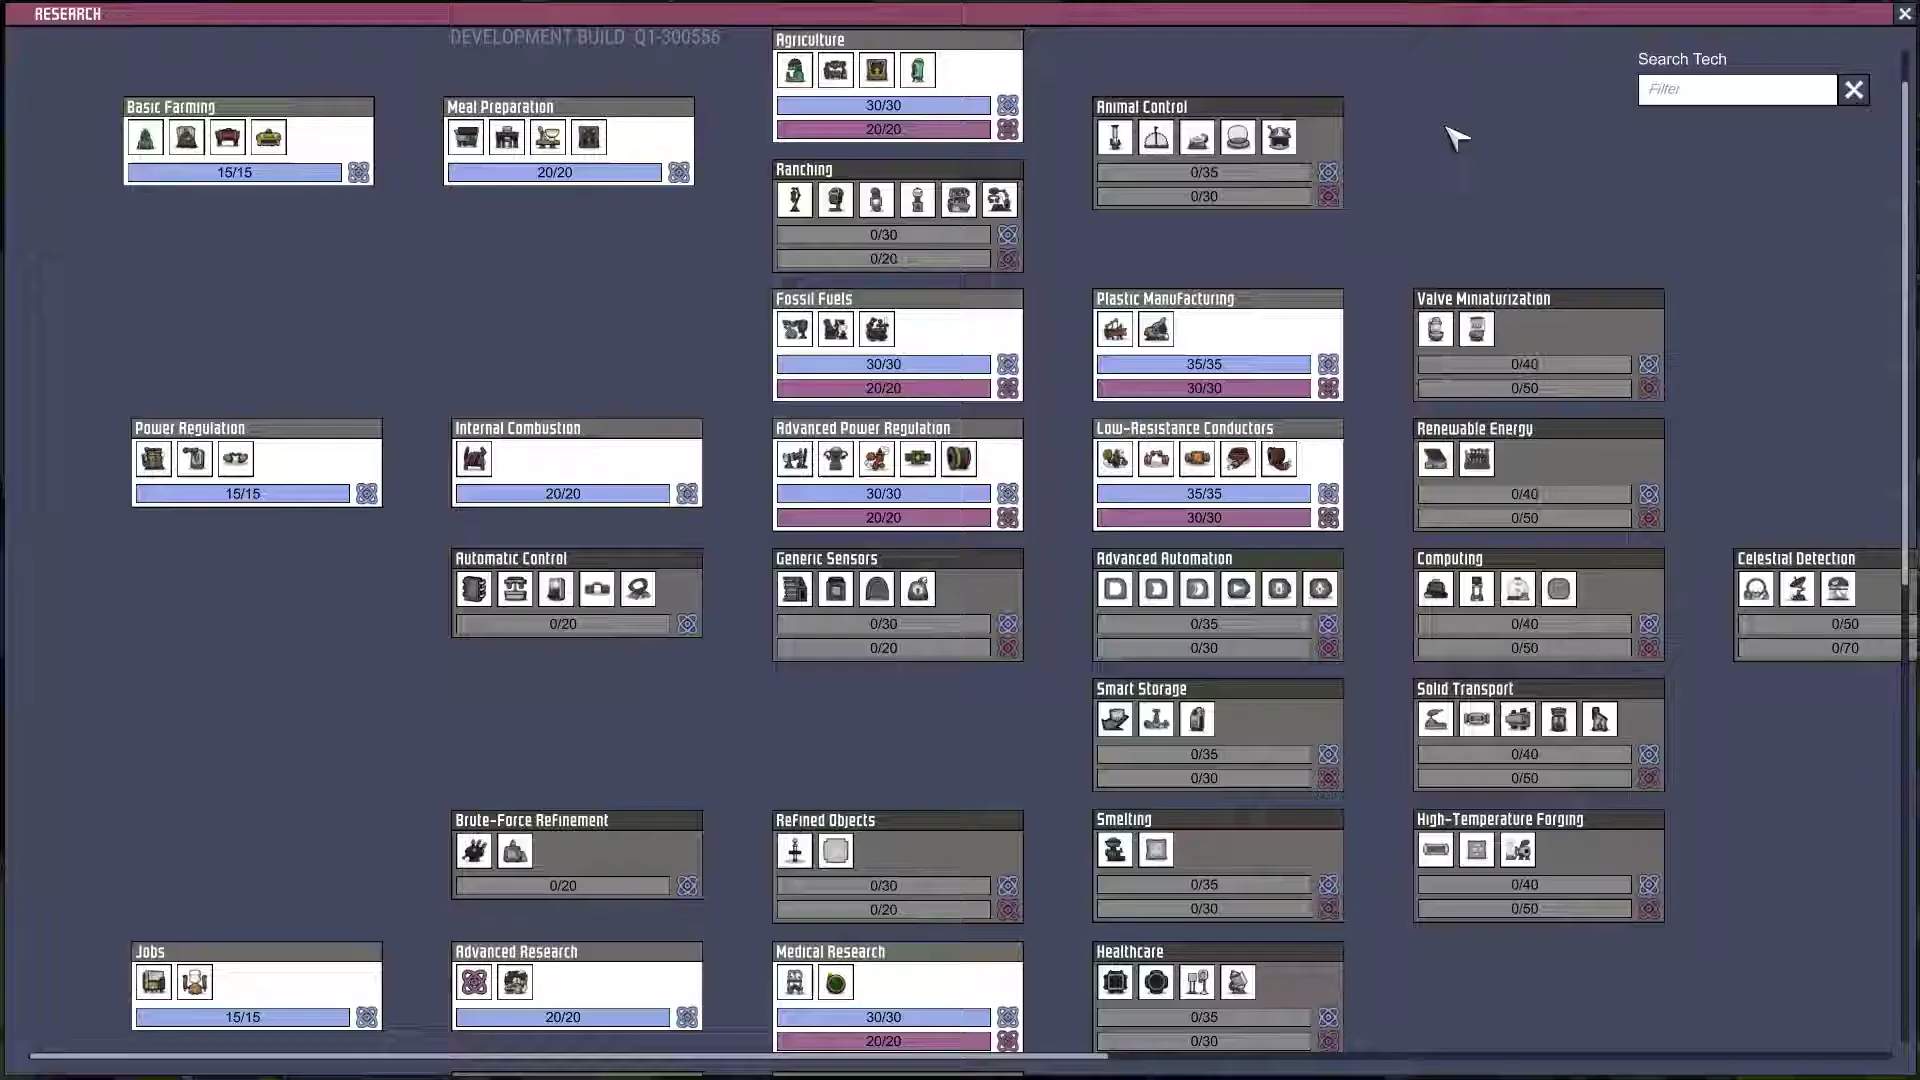 RESEARCH
DEVELOPMENT BUILD Q1-300556
Search Tech
Filter
Agriculture
30/30
20/20
Basic Farming
15/15
Meal Preparation
20/20
Animal Control
0/35
0/30
Ranching
0/30
0/20
Fossil Fuels
30/30
20/20
Plastic Manufacturing
35/35
30/30
Valve Miniaturization
0/40
0/50
Power Regulation
15/15
Internal Combustion
20/20
Advanced Power Regulation
30/30
20/20
Low-Resistance Conductors
35/35
30/30
Renewable Energy
0/40
0/50
Automatic Control
0/20
Generic Sensors
0/30
0/20
Advanced Automation
0/35
0/30
Computing
0/40
0/50
Celestial Detection
0/50
0/70
Smart Storage
0/35
0/30
Solid Transport
0/40
0/50
Brute-Force Refinement
0/20
Refined Objects
0/30
0/20
Smelting
0/35
0/30
High-Temperature Forging
0/40
0/50
Jobs
15/15
Advanced Research
20/20
Medical Research
30/30
20/20
Healthcare
0/35
0/30